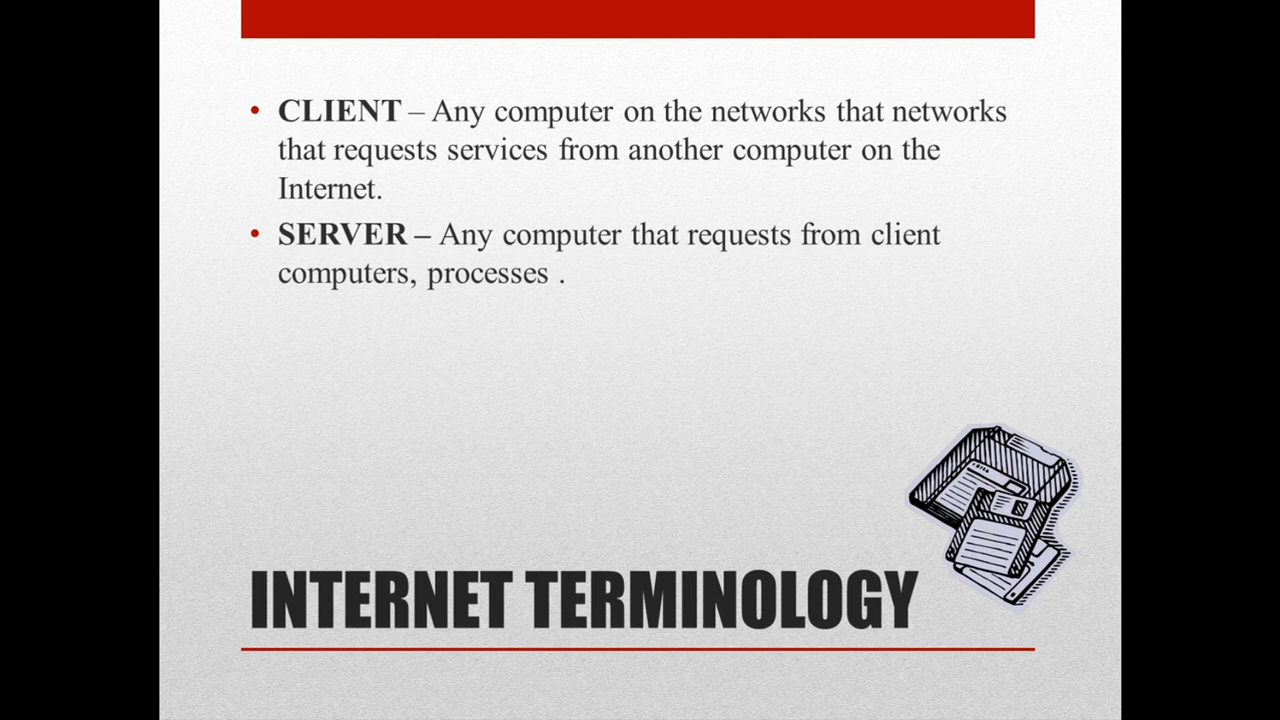 • CLIENT – Any computer on the networks that networks
that requests services from another computer on the
Internet.
• SERVER – Any computer that requests from client
computers, processes .
INTERNET TERMINOLOGY